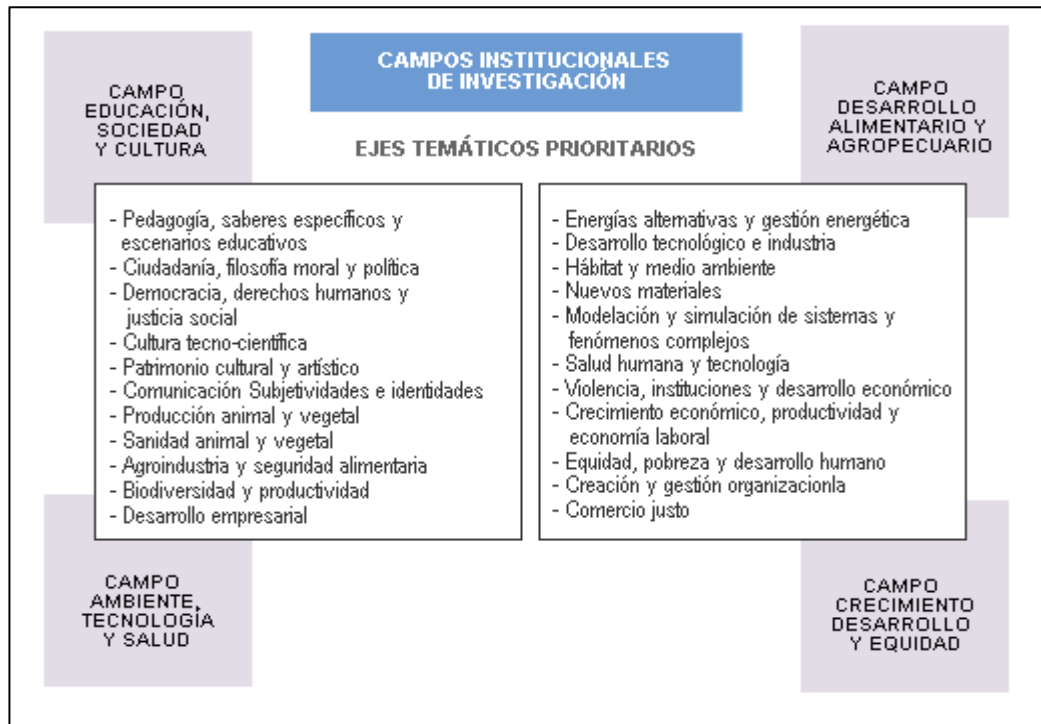 CAMPOS INSTITUCIONALES
DE INVESTIGACIÓN
CAMPO
EDUCACIÓN,
SOCIEDAD
Y CULTURA
CAMPO
DESARROLLO
ALIMENTARIO Y
AGROPECUARIO
EJES TEMÁTICOS PRIORITARIOS
- Pedagogía, saberes específicos y
escenarios educativos
- Ciudadanía, filosofía moral y política
- Democracia, derechos humanos y
justicia social
- Cultura tecno-científica
- Patrimonio cultural y artístico
- Comunicación Subjetividades e identidades
- Producción animal y vegetal
- Sanidad animal y vegetal
- Agroindustria y seguridad alimentaria
- Biodiversidad y productividad
- Desarrollo empresarial
- Energías alternativas y gestión energética
- Desarrollo tecnológico e industria
- Hábitat y medio ambiente
- Nuevos materiales
- Modelación y simulación de sistemas y
fenómenos complejos
- Salud humana y tecnología
- Violencia, instituciones y desarrollo económico
- Crecimiento económico, productividad y
economía laboral
- Equidad, pobreza y desarrollo humano
- Creación y gestión organizacionla
- Comercio justo
CAMPO
AMBIENTE,
TECNOLOGÍA
Y SALUD
CAMPO
CRECIMIENTO
DESARROLLO
Y EQUIDAD